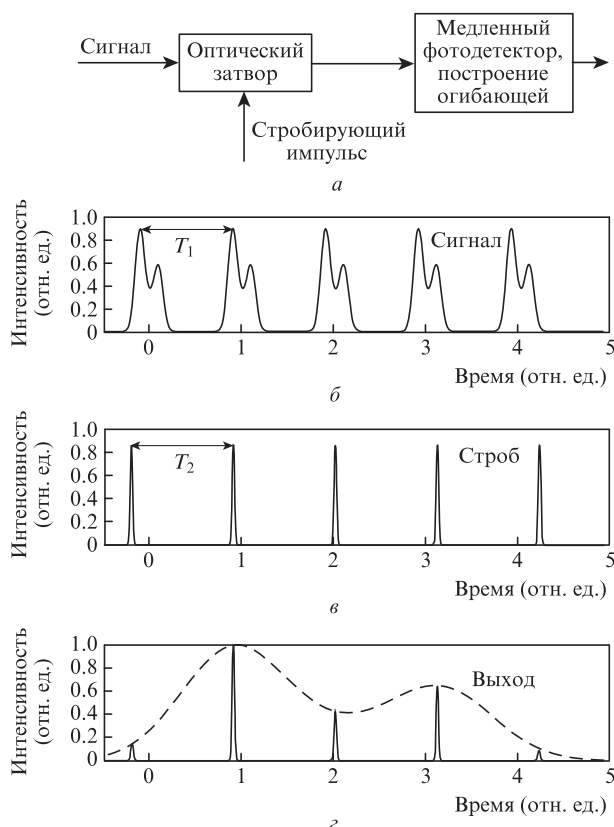 Сигнал
Оптический
затвор
Медленный
фотодетектор,
построение
огибающей
Стробирующий
импульс
а
Интенсивность
(отн. ед.)
1.0
0.8
0.6
0.4
0.2
0
T1
Сигнал
0 1 2 3 4 5
Время (отн. ед.)
б
Интенсивность
(отн. ед.)
1.0
0.8
0.6
0.4
0.2
0
T2
Строб
0 1 2 3 4 5
Время (отн. ед.)
в
Интенсивность
(отн. ед.)
1.0
0.8
0.6
0.4
0.2
0
Выход
0 1 2 3 4 5
Время (отн. ед.)
г